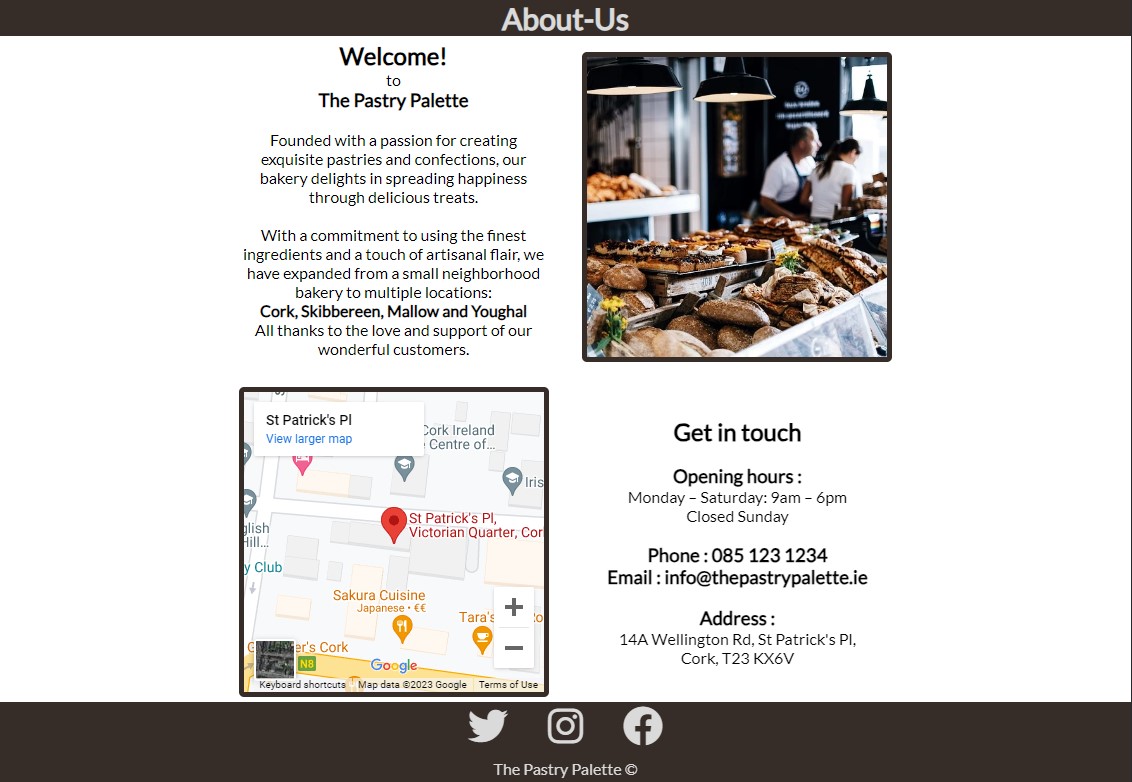 About-Us
Welcome!
to
The Pastry Palette
Founded with a passion for creating
exquisite pastries and confections, our
bakery delights in spreading happiness
through delicious treats.
With a commitment to using the finest
ingredients and a touch of artisanal flair, we
have expanded from a small neighborhood
bakery to multiple locations:
Cork, Skibbereen, Mallow and Youghal
All thanks to the love and support of our
wonderful customers.
St Patrick's Pl
View larger map
Cork Ireland
Centre of...
Iris
St Patrick's Pl,
Victorian Quarter, Cor
glish
Hill...
y Club
Sakura Cuisine
Japanese • €€
Tara's
er's Cork
N8
Google
Keyboard shortcuts
Map data ©2023 Google
Terms of Use
Get in touch
Opening hours :
Monday – Saturday: 9am – 6pm
Closed Sunday
Phone : 085 123 1234
Email : info@thepastrypalette.ie
Address :
14A Wellington Rd, St Patrick's Pl,
Cork, T23 KX6V
The Pastry Palette ©